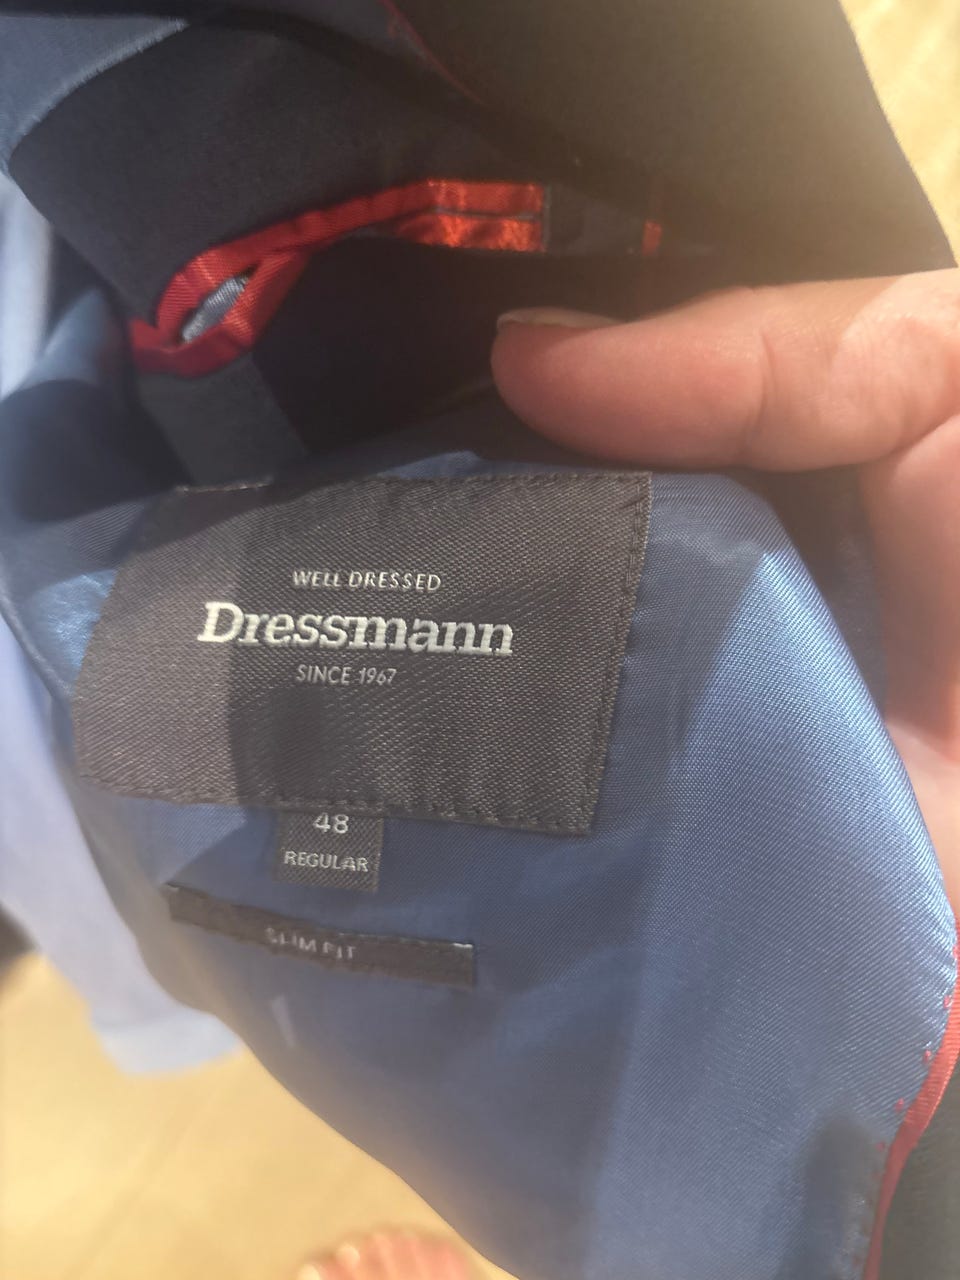 WELL DRESSED
Dressmann
SINCE 1967
48
REGULAR
SLIM FIT